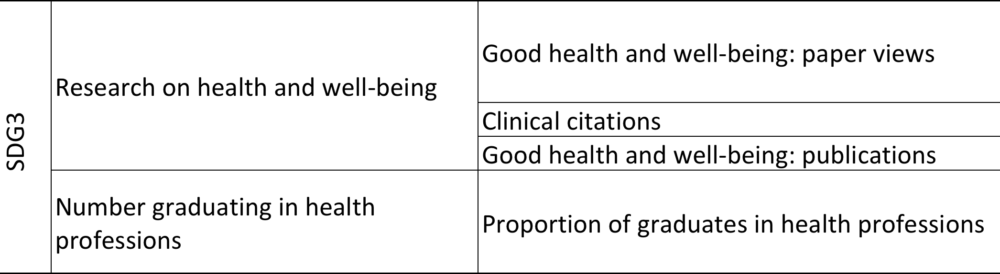 SDG3
Research on health and well-being
Good health and well-being: paper views
Clinical citations
Good health and well-being: publications
Number graduating in health
professions
Proportion of graduates in health professions